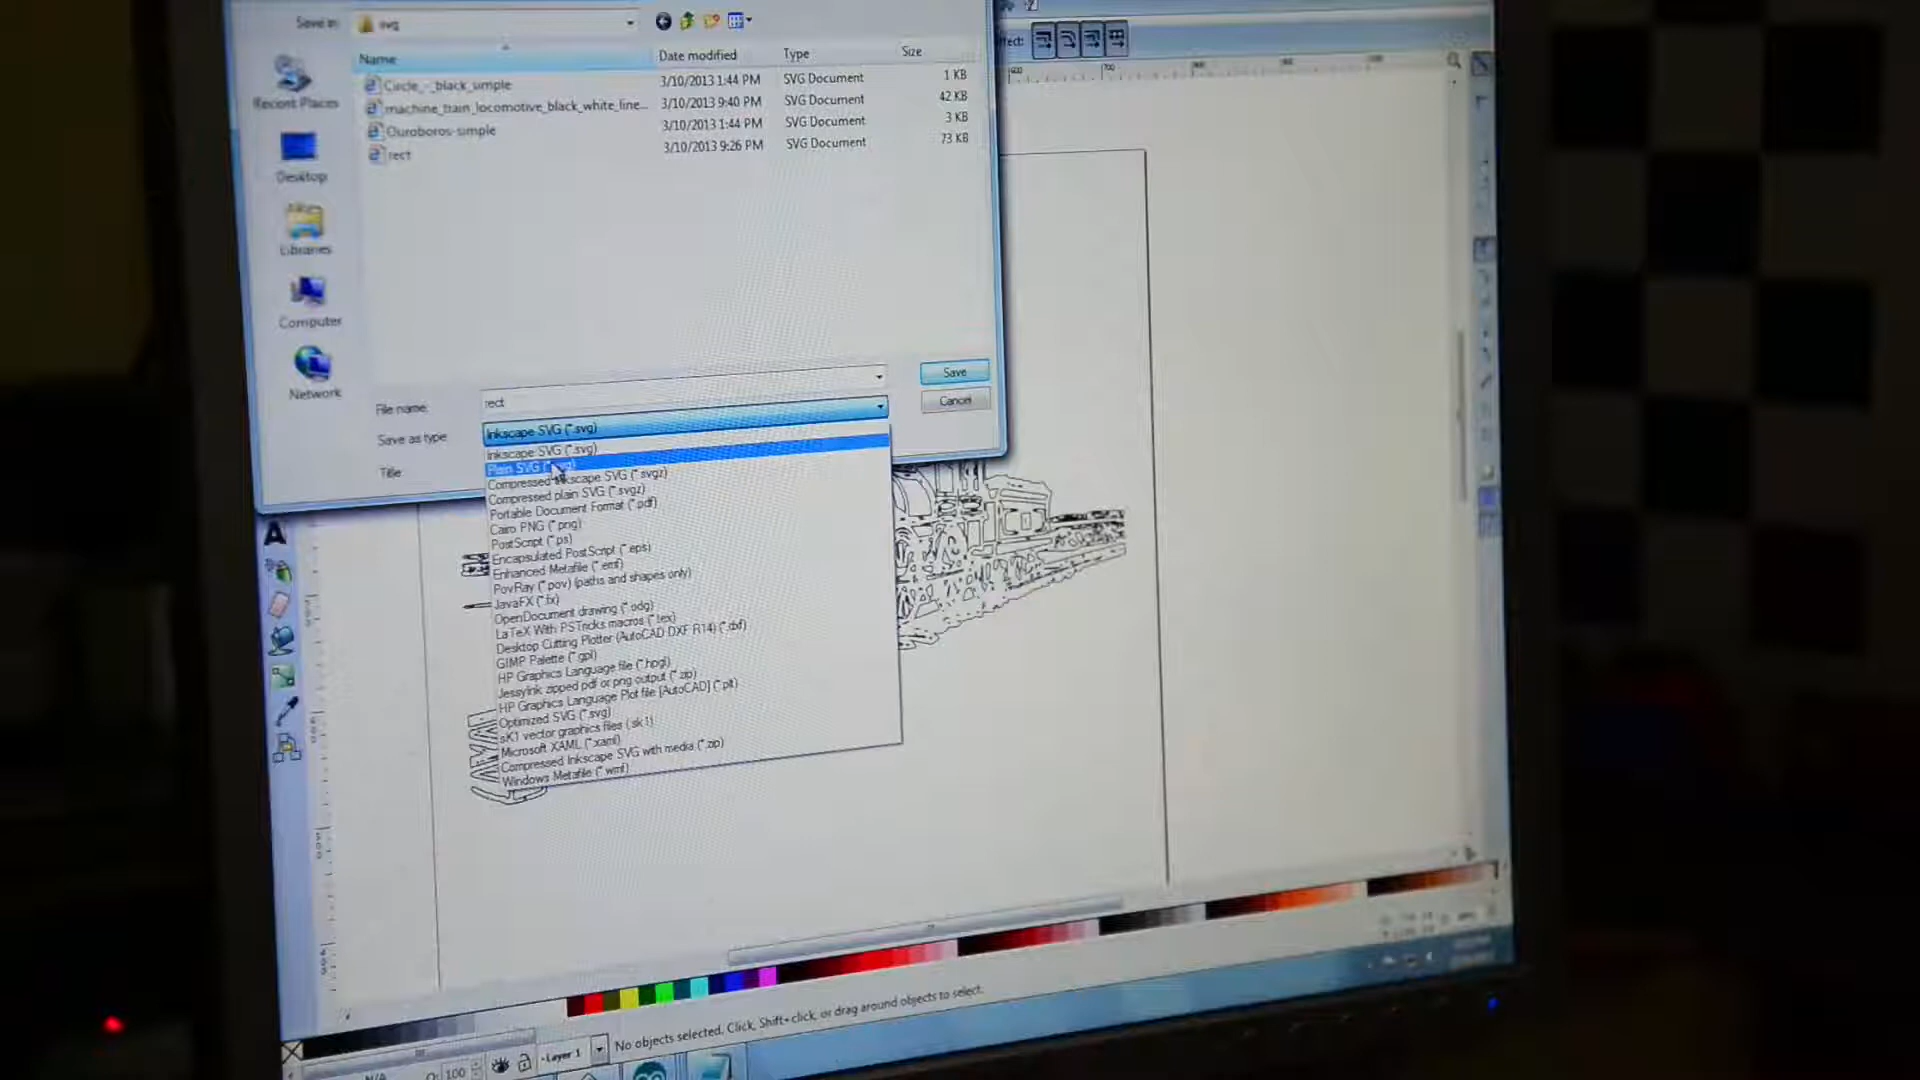 Save in: svg
Name Date modified Type Size
Circle_-_black_simple 3/10/2013 1:44 PM SVG Document 1 KB
machine_train_locomotive_black_white_line... 3/10/2013 9:40 PM SVG Document 42 KB
Ouroboros-simple 3/10/2013 1:44 PM SVG Document 3 KB
rect 3/10/2013 9:26 PM SVG Document 73 KB
Recent Places
Desktop
Libraries
Computer
Network
File name: rect
Save
Save as type: Inkscape SVG (*.svg)
Cancel
Title:
Inkscape SVG (*.svg)
Plain SVG (*.svg)
Compressed Inkscape SVG (*.svgz)
Compressed plain SVG (*.svgz)
Portable Document Format (*.pdf)
Cairo PNG (*.png)
PostScript (*.ps)
Encapsulated PostScript (*.eps)
Enhanced Metafile (*.emf)
PovRay (*.pov) (paths and shapes only)
JavaFX (*.fx)
OpenDocument drawing (*.odg)
LaTeX With PSTricks macros (*.tex)
Desktop Cutting Plotter (AutoCAD DXF R14) (*.dxf)
GIMP Palette (*.gpl)
HP Graphics Language file (*.hpgl)
JessyInk zipped pdf or png output (*.zip)
HP Graphics Language Plot file [AutoCAD] (*.plt)
Optimized SVG (*.svg)
sK1 vector graphics files (.sk1)
Microsoft XAML (*.xaml)
Compressed Inkscape SVG with media (*.zip)
Windows Metafile (*.wmf)
A
N/A
O: 100
Layer 1
No objects selected. Click, Shift+click, or drag around objects to select.